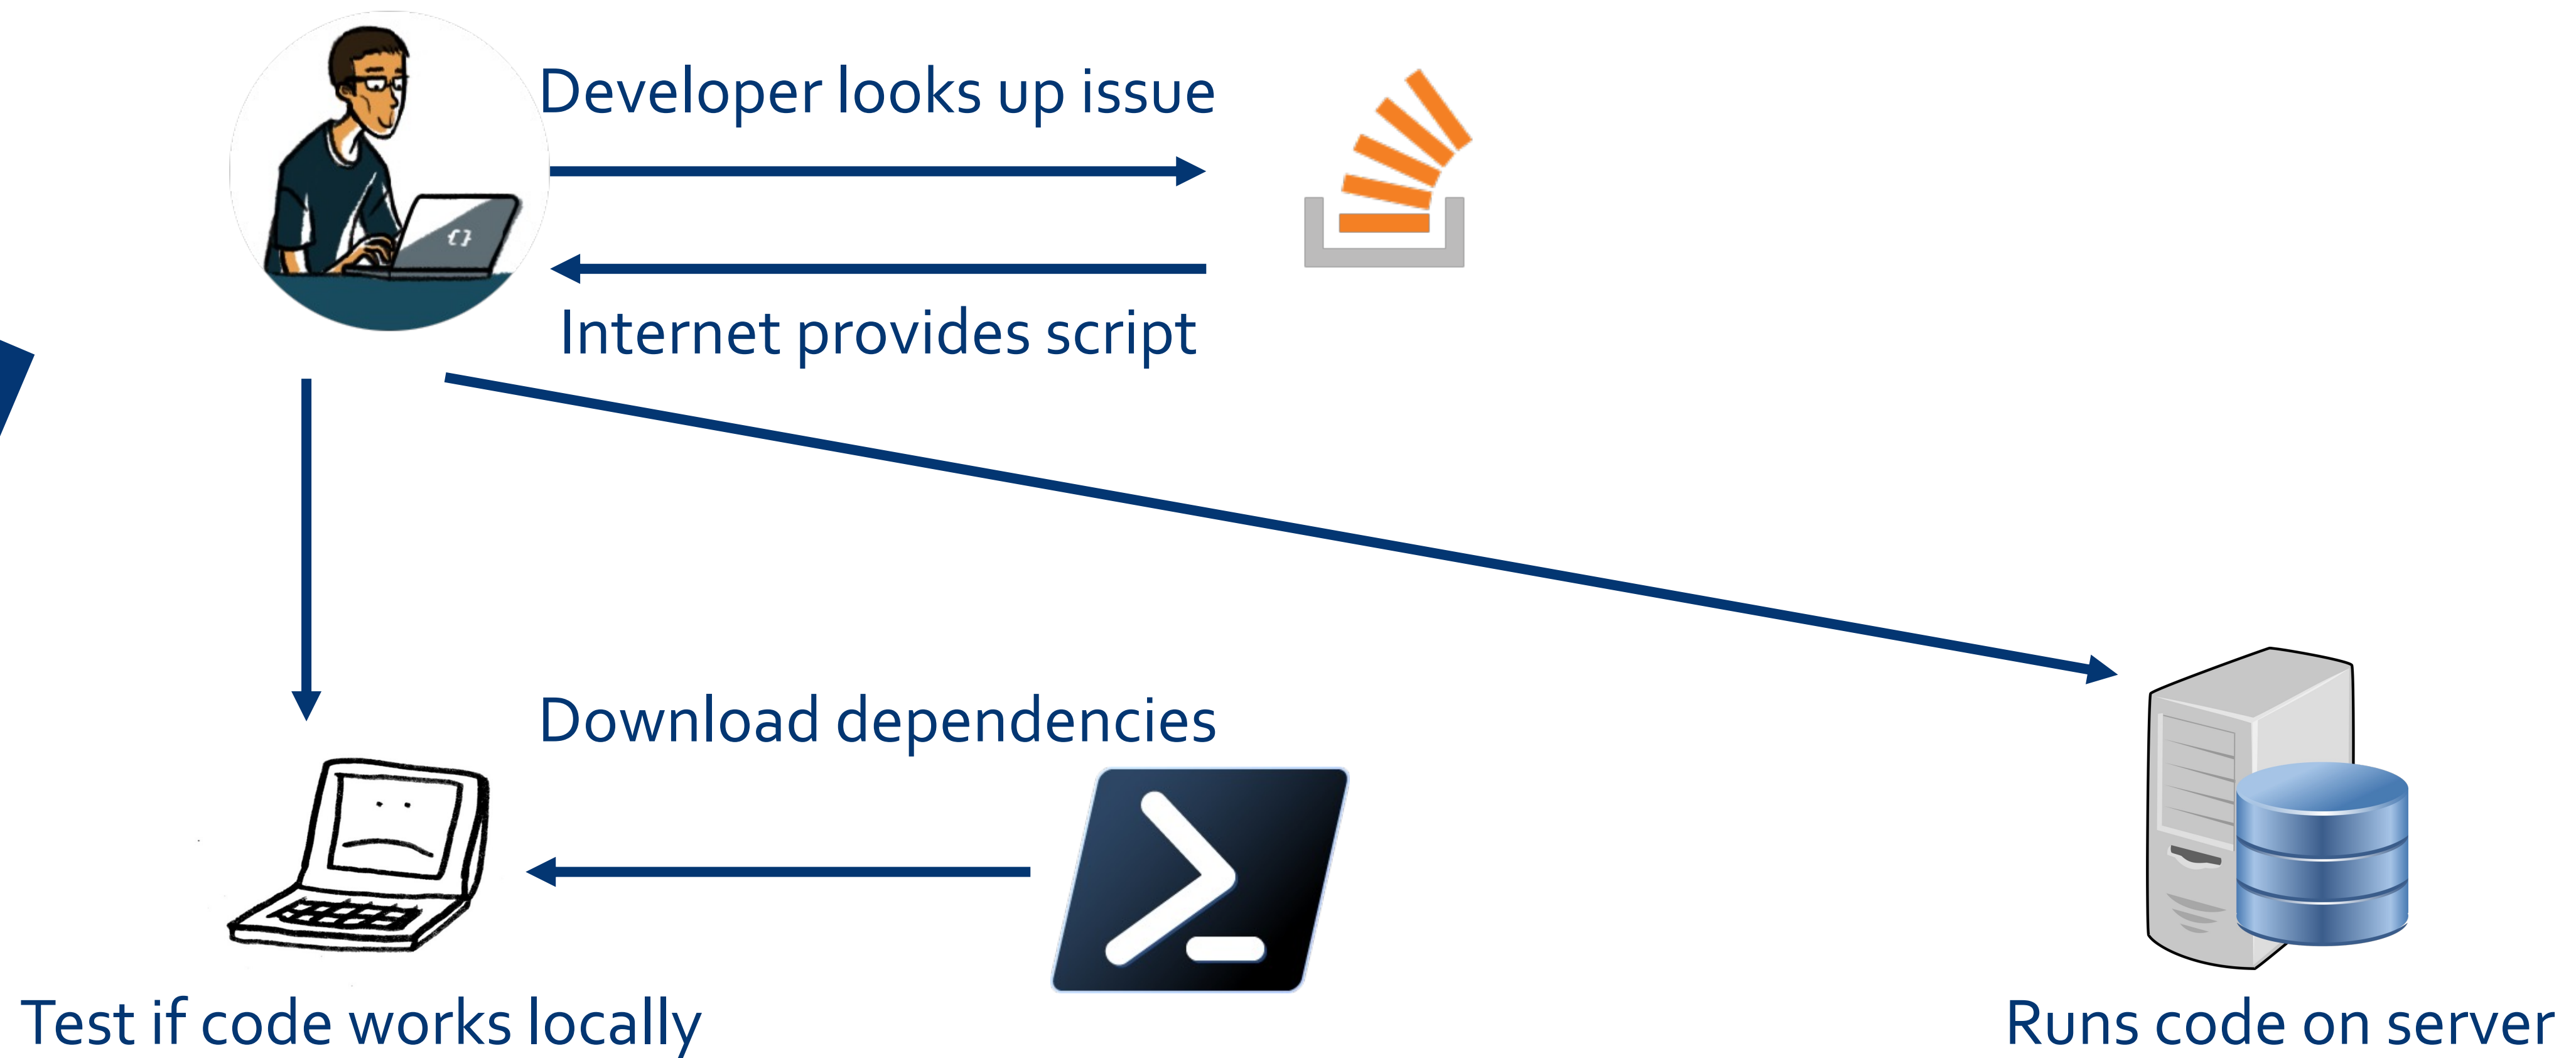 Developer looks up issue
{}
Internet provides script
Download dependencies
Test if code works locally
Runs code on server